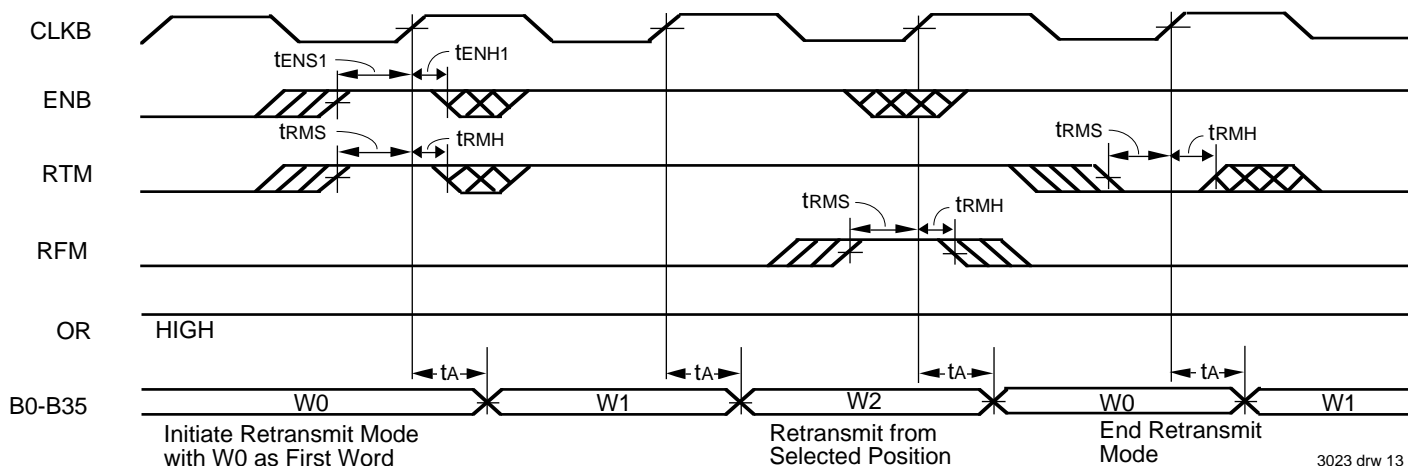 CLKB
tENS1 tENH1
ENB
tRMS tRMH tRMS tRMH
RTM
tRMS tRMH
RFM
OR HIGH
tA tA tA tA
B0-B35 W0 W1 W2 W0 W1
Initiate Retransmit Mode
with W0 as First Word
Retransmit from
Selected Position
End Retransmit
Mode
3023 drw 13